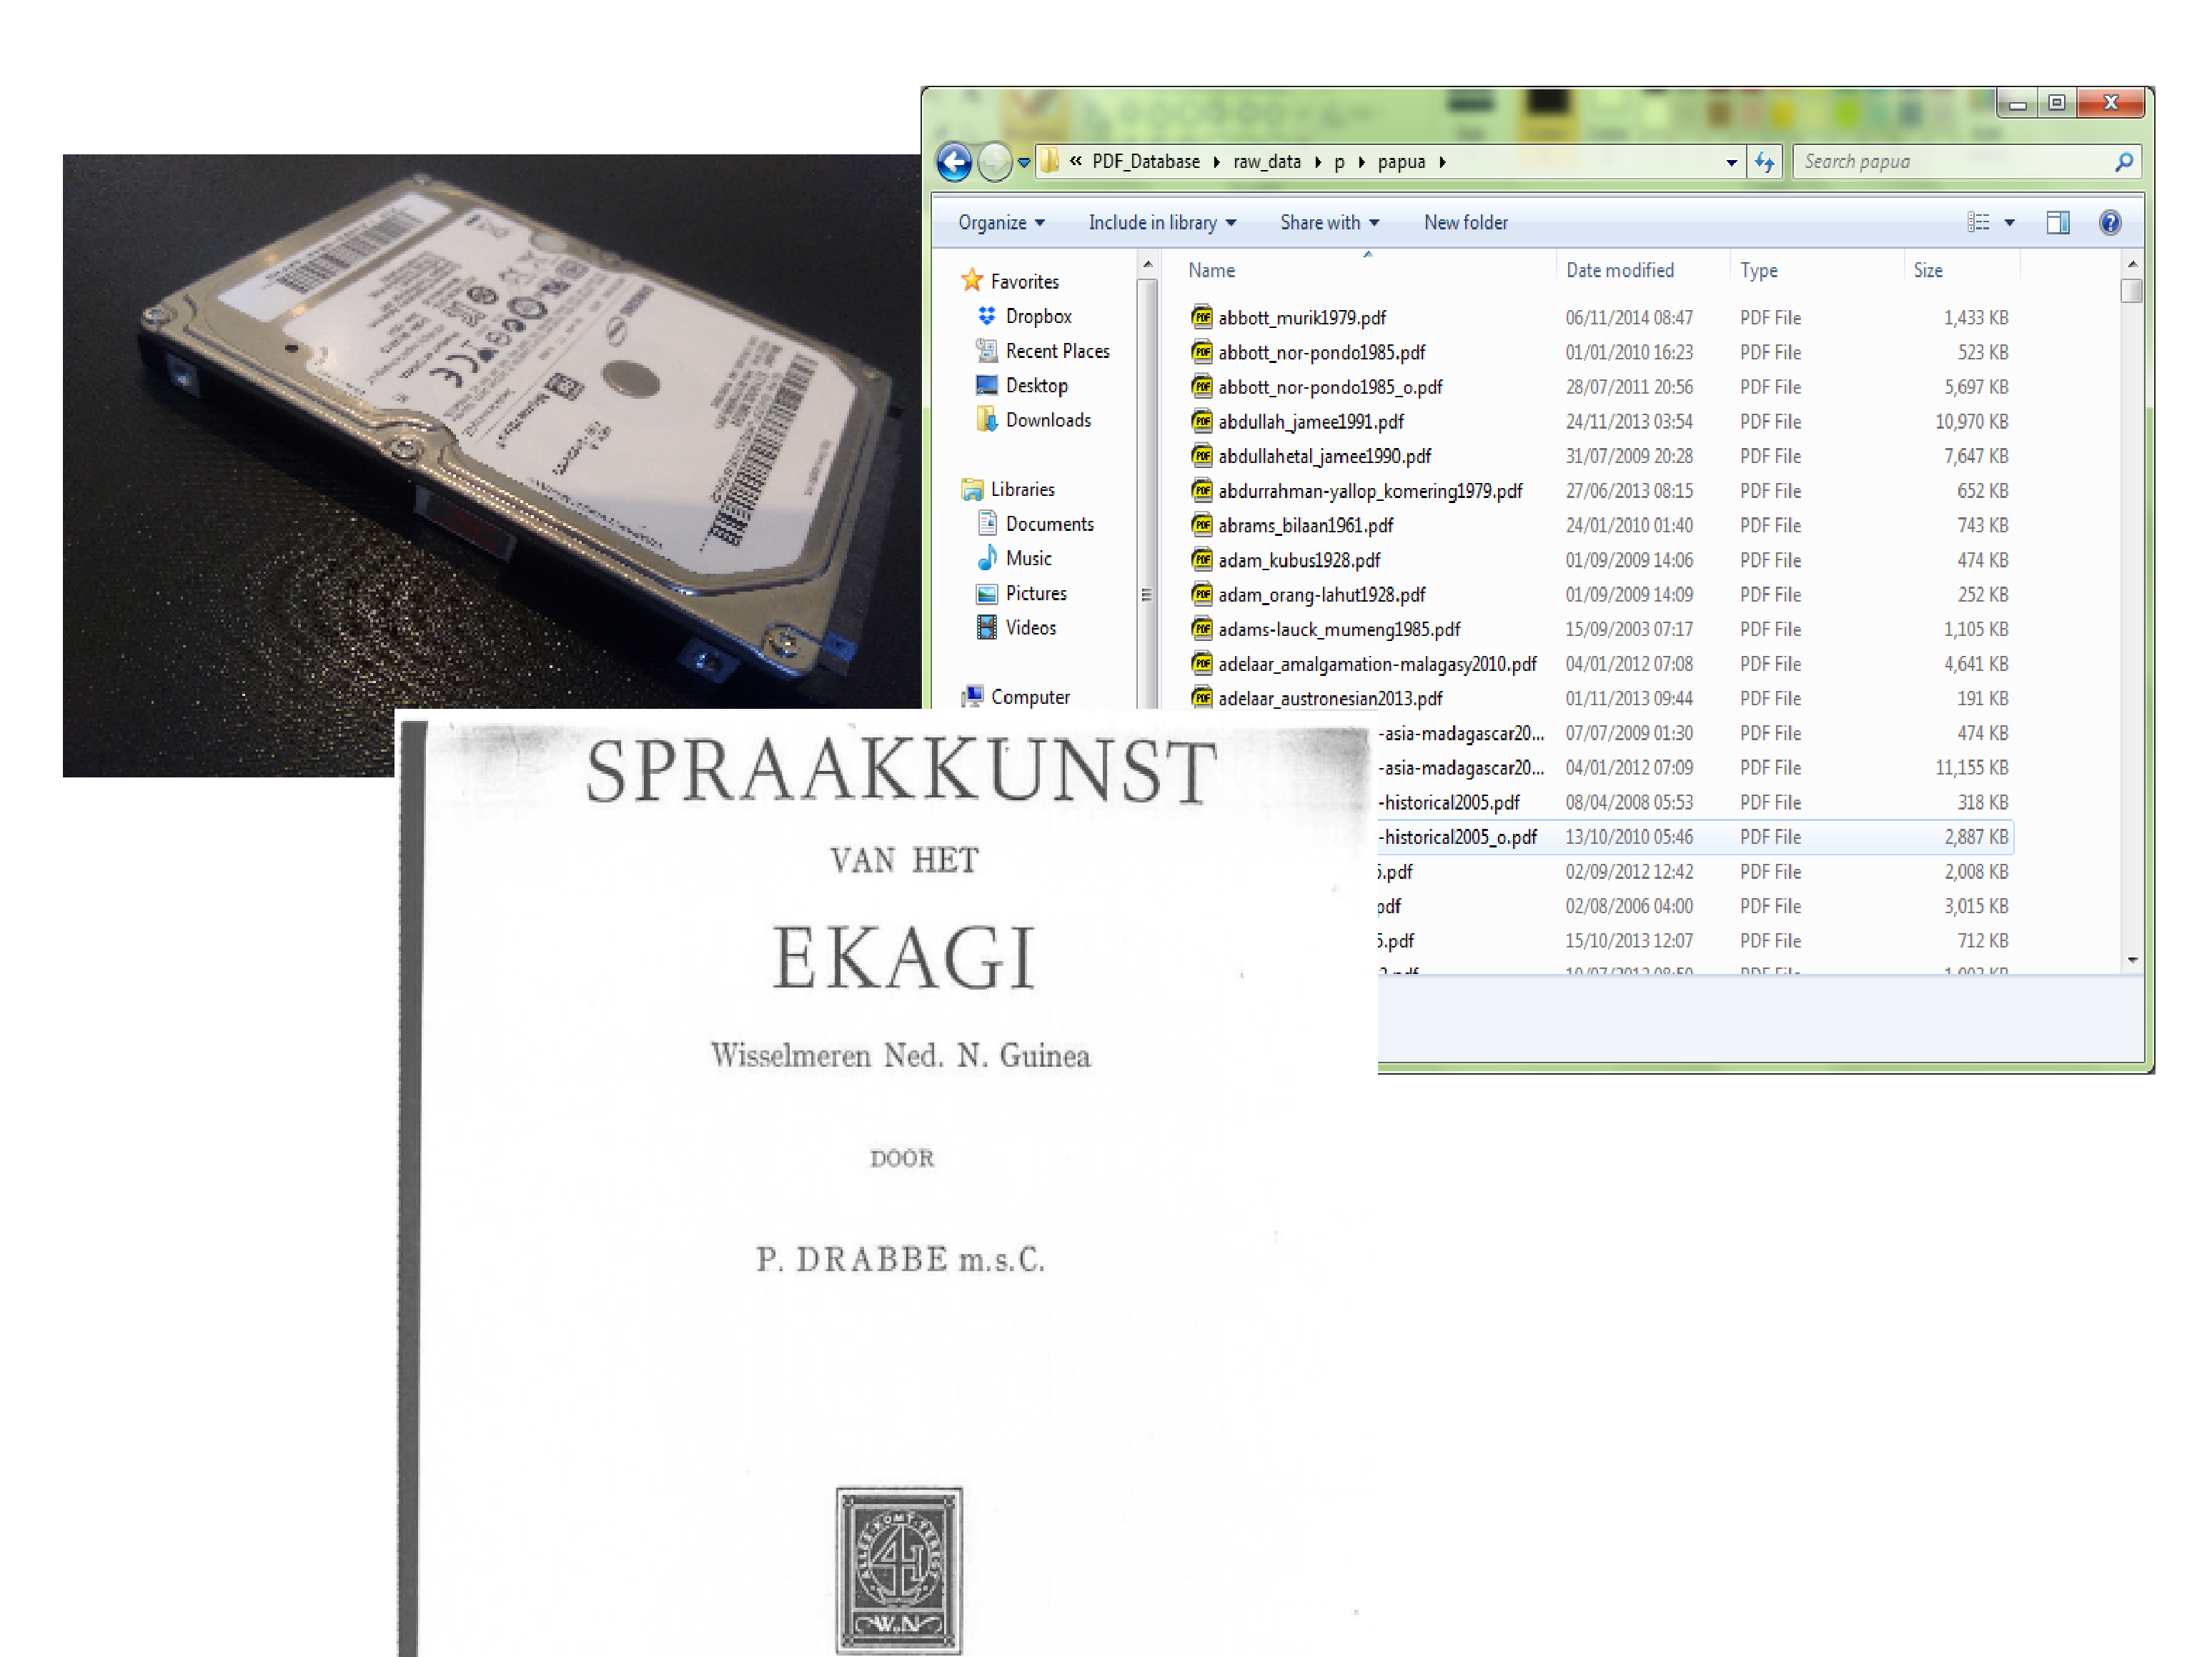 PDF_Database raw_data p papua
Search papua
Organize Include in library Share with New folder
Name Date modified Type Size
Favorites
Dropbox
Recent Places
Desktop
Downloads
Libraries
Documents
Music
Pictures
Videos
Computer
abbott_murik1979.pdf 06/11/2014 08:47 PDF File 1,433 KB
abbott_nor-pondo1985.pdf 01/01/2010 16:23 PDF File 523 KB
abbott_nor-pondo1985_o.pdf 28/07/2011 20:56 PDF File 5,697 KB
abdullah_jamee1991.pdf 24/11/2013 03:54 PDF File 10,970 KB
abdullahetal_jamee1990.pdf 31/07/2009 20:28 PDF File 7,647 KB
abdurrahman-yallop_komering1979.pdf 27/06/2013 08:15 PDF File 652 KB
abrams_bilaan1961.pdf 24/01/2010 01:40 PDF File 743 KB
adam_kubus1928.pdf 01/09/2009 14:06 PDF File 474 KB
adam_orang-lahut1928.pdf 01/09/2009 14:09 PDF File 252 KB
adams-lauck_mumeng1985.pdf 15/09/2003 07:17 PDF File 1,105 KB
adelaar_amalgamation-malagasy2010.pdf 04/01/2012 07:08 PDF File 4,641 KB
adelaar_austronesian2013.pdf 01/11/2013 09:44 PDF File 191 KB
-asia-madagascar20... 07/07/2009 01:30 PDF File 474 KB
-asia-madagascar20... 04/01/2012 07:09 PDF File 11,155 KB
-historical2005.pdf 08/04/2008 05:53 PDF File 318 KB
-historical2005_o.pdf 13/10/2010 05:46 PDF File 2,887 KB
5.pdf 02/09/2012 12:42 PDF File 2,008 KB
pdf 02/08/2006 04:00 PDF File 3,015 KB
5.pdf 15/10/2013 12:07 PDF File 712 KB
SPRAAKKUNST
VAN HET
EKAGI
Wisselmeren Ned. N. Guinea
DOOR
P. DRABBE m.s.C.
W.N